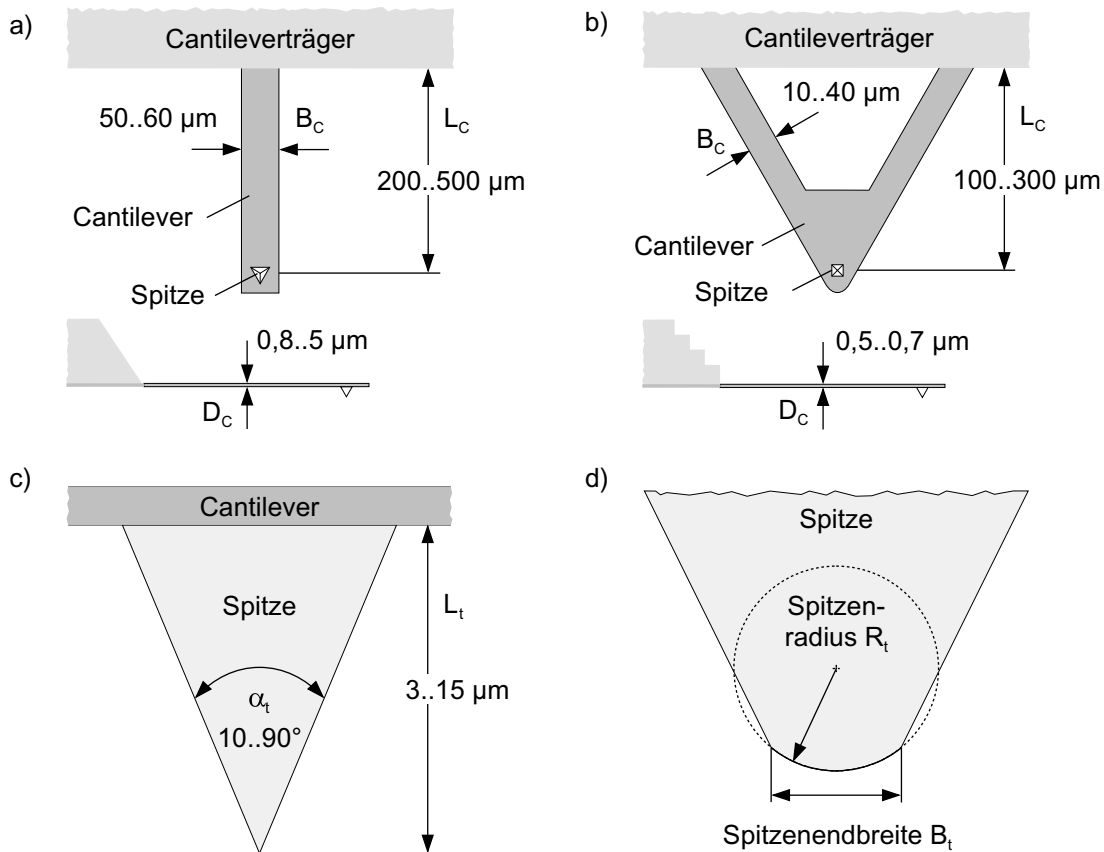 a)
Cantileverträger
50..60 µm
B_C
L_C
200..500 µm
Cantilever
Spitze
0,8..5 µm
D_C
b)
Cantileverträger
10..40 µm
B_C
L_C
100..300 µm
Cantilever
Spitze
0,5..0,7 µm
D_C
c)
Cantilever
Spitze
L_t
3..15 µm
α_t
10..90°
d)
Spitze
Spitzen-
radius R_t
Spitzenendbreite B_t